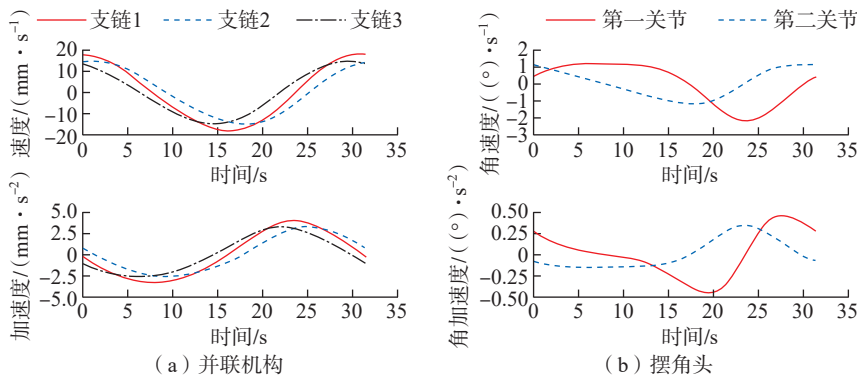 支链1 支链2 支链3
速度/(mm·s⁻¹)
20
10
0
−10
−20
0 5 10 15 20 25 30 35
时间/s
加速度/(mm·s⁻²)
5.0
2.5
0
−2.5
−5.0
0 5 10 15 20 25 30 35
时间/s
(a)并联机构
第一关节 第二关节
角速度/((°)·s⁻¹)
2
1
−1
−3
0 5 10 15 20 25 30 35
时间/s
角加速度/((°)·s⁻²)
0.50
0.25
0
−0.25
−0.50
0 5 10 15 20 25 30 35
时间/s
(b)摆角头